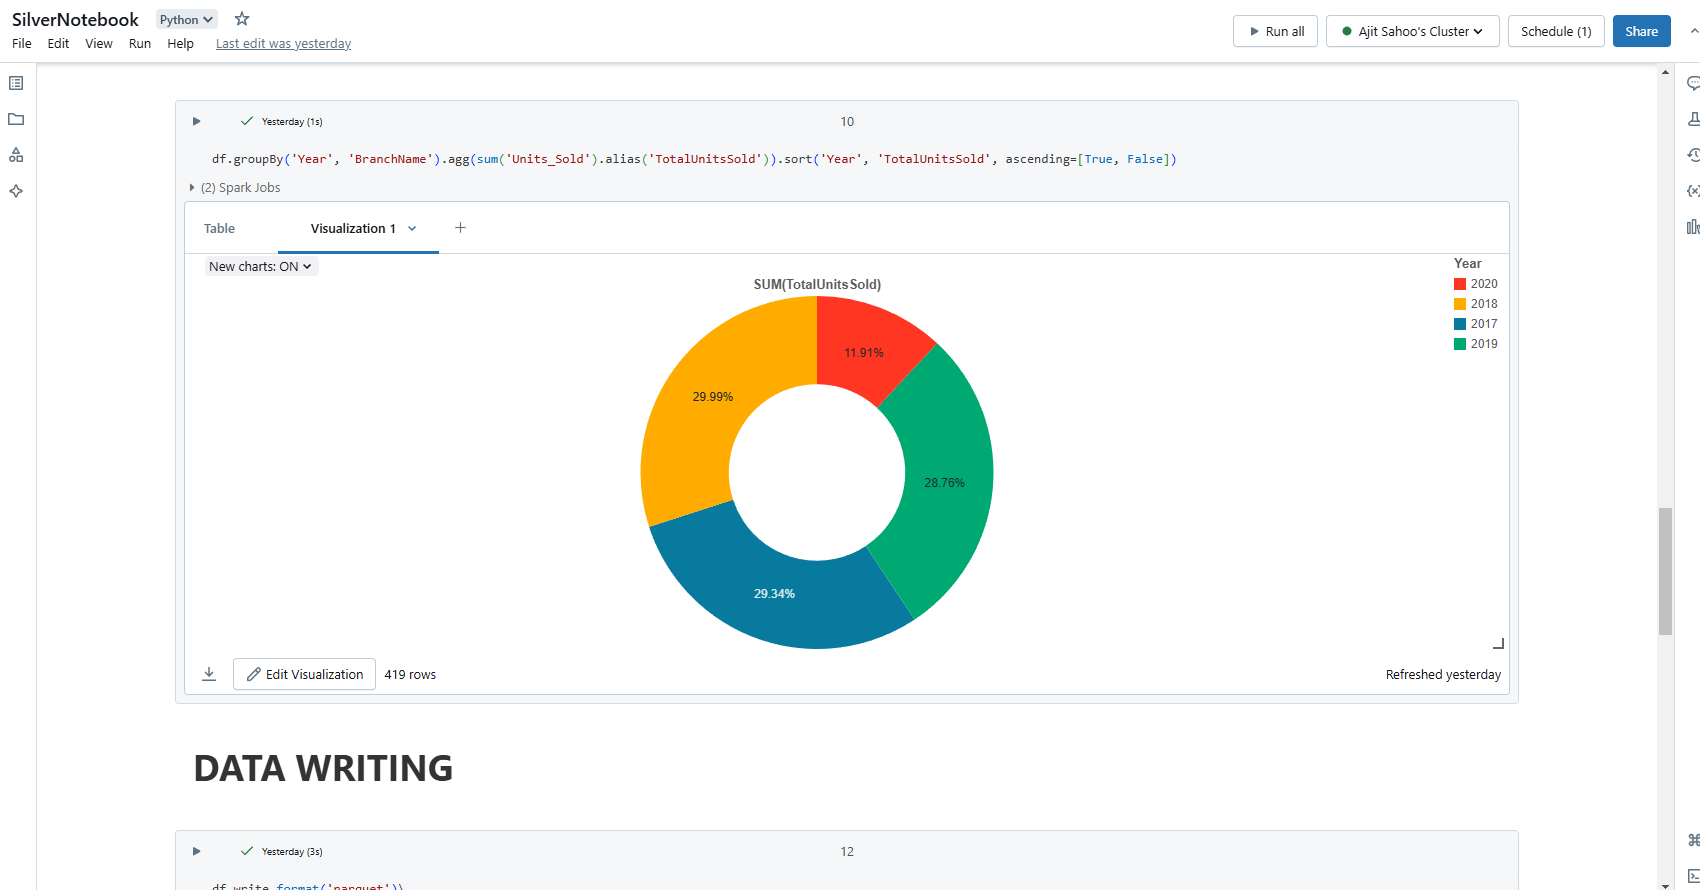 SilverNotebook Python
File Edit View Run Help Last edit was yesterday
Run all Ajit Sahoo's Cluster Schedule (1) Share
Yesterday (1s) 10
df.groupBy('Year', 'BranchName').agg(sum('Units_Sold').alias('TotalUnitsSold')).sort('Year', 'TotalUnitsSold', ascending=[True, False])
(2) Spark Jobs
Table Visualization 1 +
New charts: ON
SUM(TotalUnitsSold)
Year
2020
2018
2017
2019
11.91%
29.99%
28.76%
29.34%
Edit Visualization 419 rows Refreshed yesterday
DATA WRITING
Yesterday (3s) 12
df.write.format('parquet')\